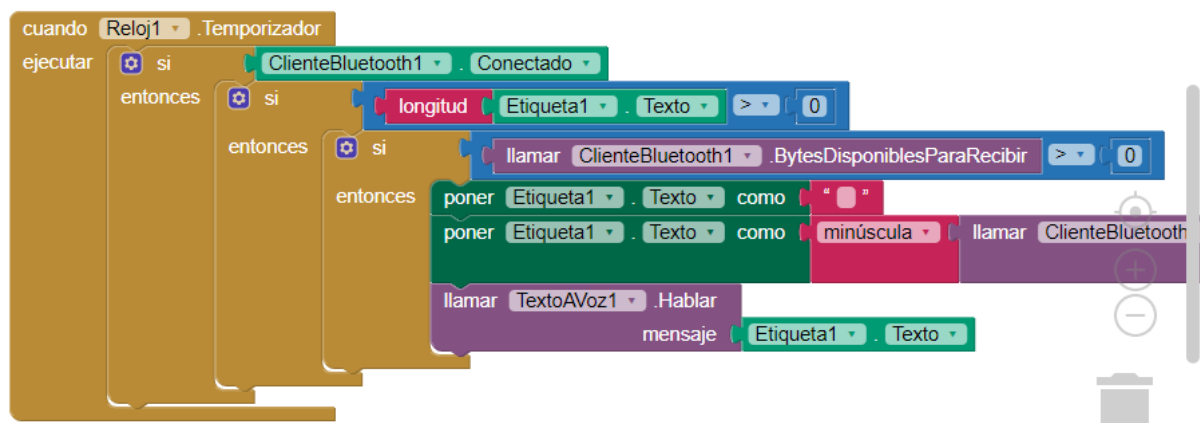 cuando Reloj1 .Temporizador
ejecutar si ClienteBluetooth1 . Conectado
entonces si longitud Etiqueta1 . Texto > 0
entonces si llamar ClienteBluetooth1 .BytesDisponiblesParaRecibir > 0
entonces poner Etiqueta1 . Texto como “ ”
poner Etiqueta1 . Texto como minúscula llamar ClienteBluetooth
llamar TextoAVoz1 .Hablar
mensaje Etiqueta1 . Texto